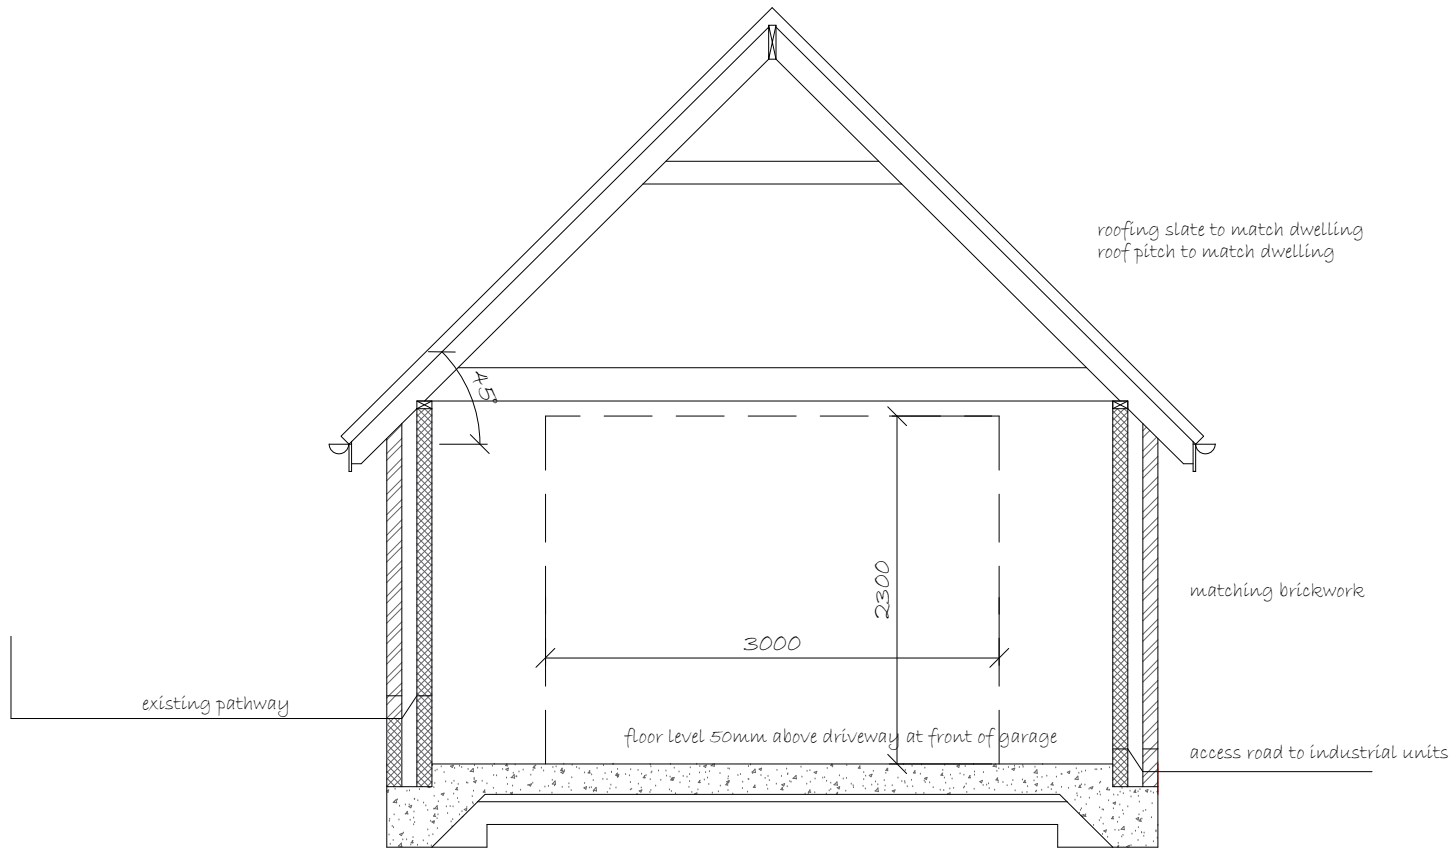 roofing slate to match dwelling
roof pitch to match dwelling
45°
2300
matching brickwork
3000
existing pathway
floor level 50mm above driveway at front of garage
access road to industrial units